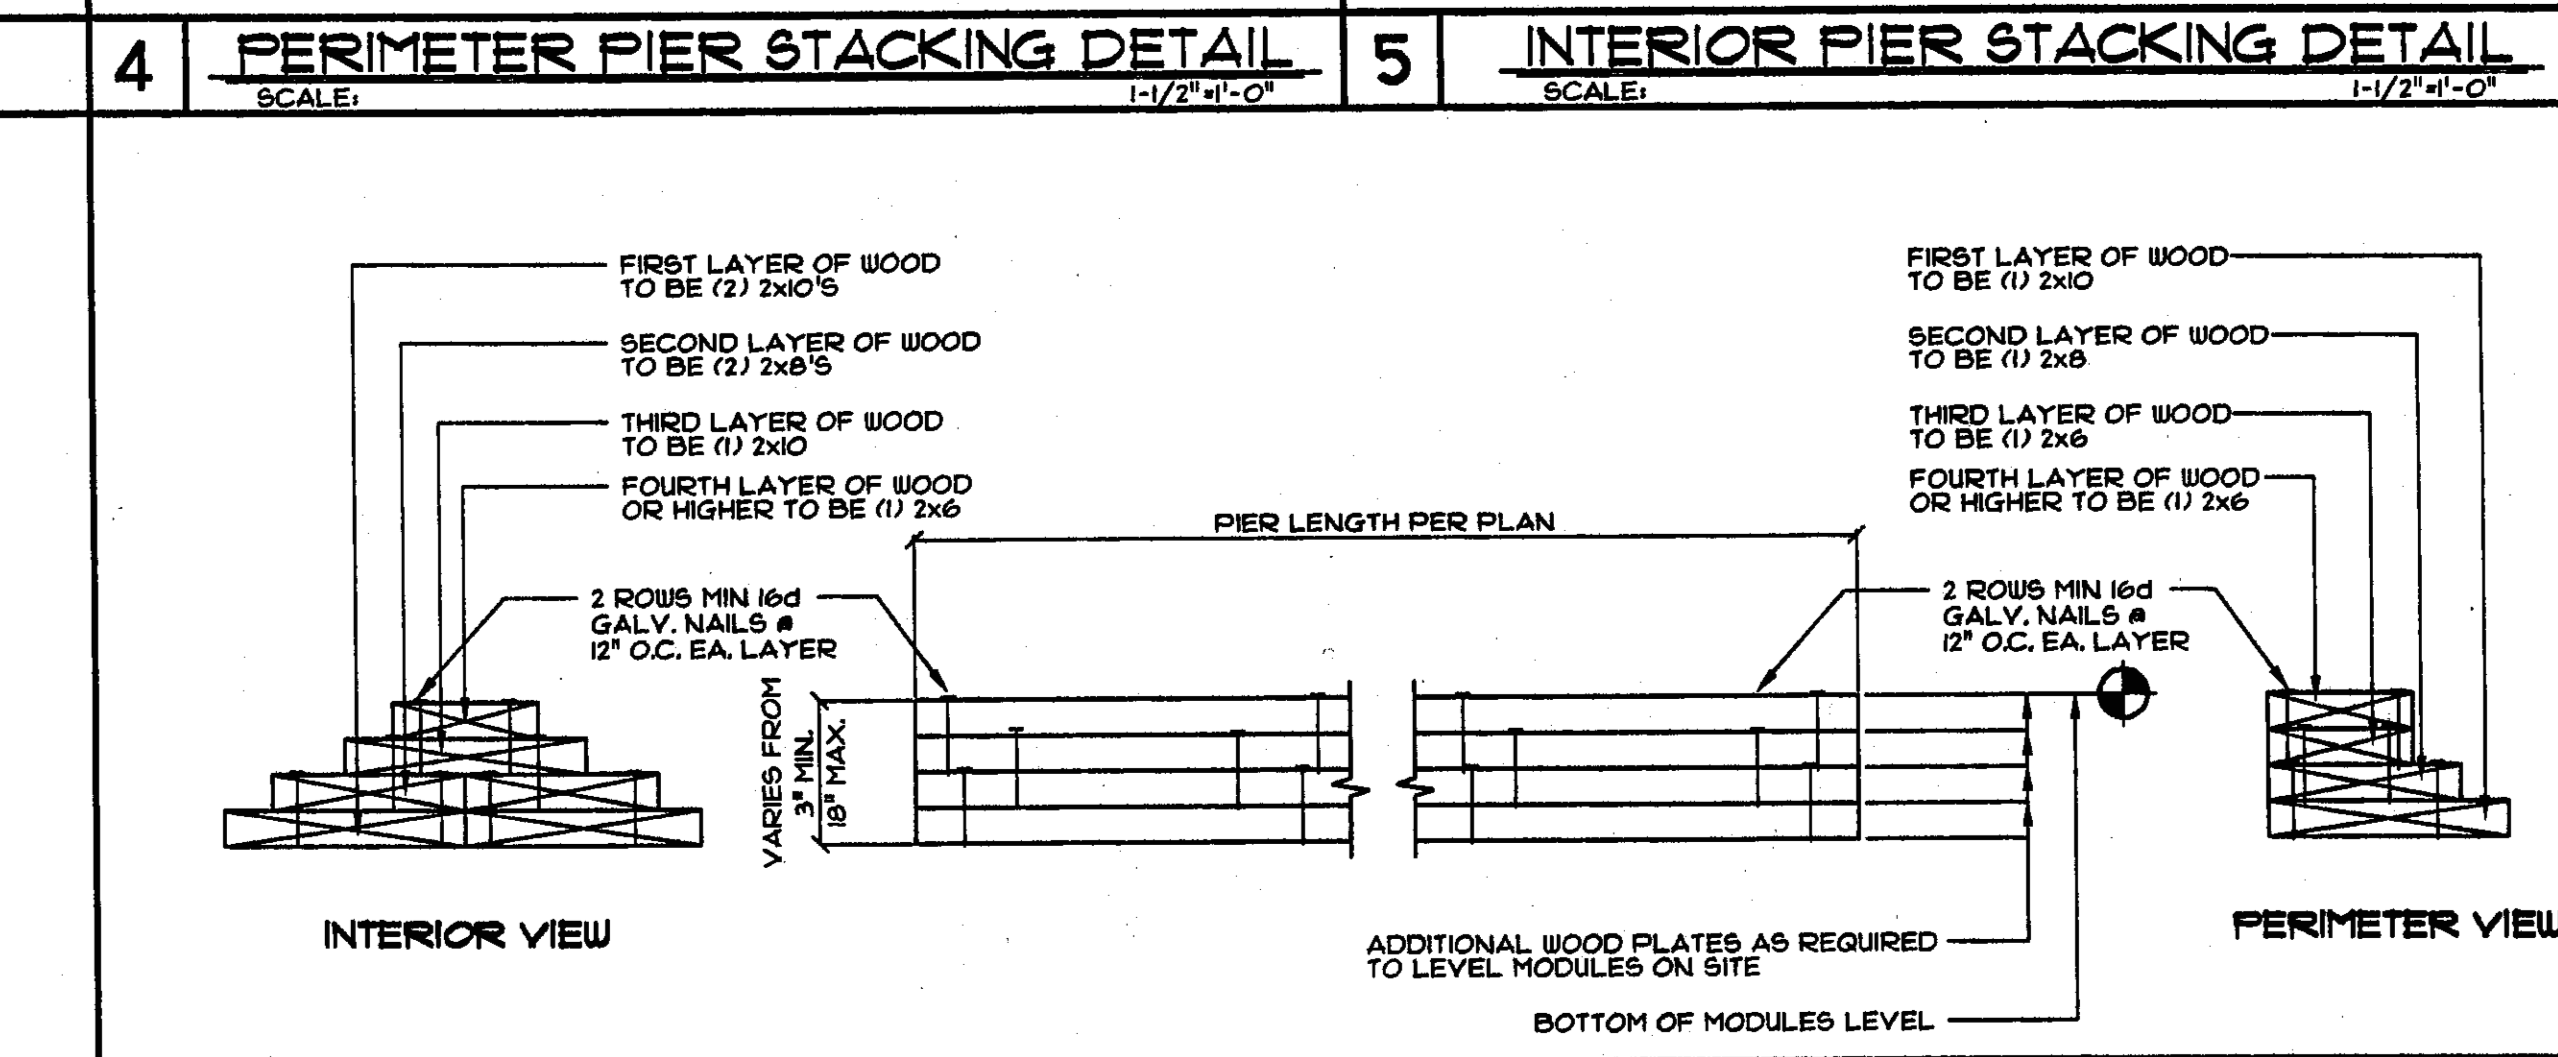 4
PERIMETER PIER STACKING DETAIL
SCALE: 1-1/2"=1'-0"
5
INTERIOR PIER STACKING DETAIL
SCALE: 1-1/2"=1'-0"
FIRST LAYER OF WOOD
TO BE (2) 2x10'S
SECOND LAYER OF WOOD
TO BE (2) 2x8'S
THIRD LAYER OF WOOD
TO BE (1) 2x10
FOURTH LAYER OF WOOD
OR HIGHER TO BE (1) 2x6
2 ROWS MIN 16d
GALV. NAILS @
12" O.C. EA. LAYER
INTERIOR VIEW
VARIES FROM
3" MIN.
18" MAX.
PIER LENGTH PER PLAN
FIRST LAYER OF WOOD
TO BE (1) 2x10
SECOND LAYER OF WOOD
TO BE (1) 2x8
THIRD LAYER OF WOOD
TO BE (1) 2x6
FOURTH LAYER OF WOOD
OR HIGHER TO BE (1) 2x6
2 ROWS MIN 16d
GALV. NAILS @
12" O.C. EA. LAYER
PERIMETER VIEW
ADDITIONAL WOOD PLATES AS REQUIRED
TO LEVEL MODULES ON SITE
BOTTOM OF MODULES LEVEL